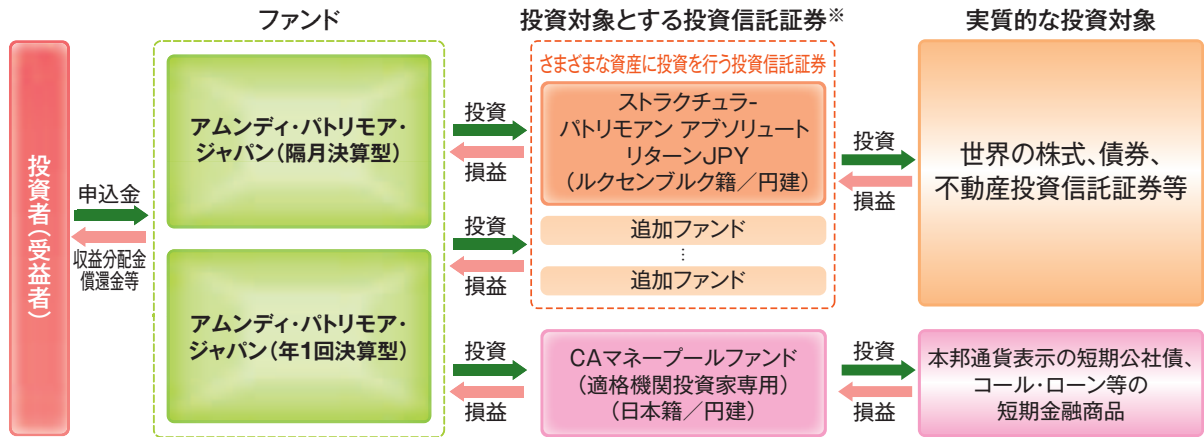 ファンド
投資対象とする投資信託証券※
実質的な投資対象
投資者（受益者）
申込金
収益分配金
償還金等
アムンディ・パトリモア・
ジャパン（隔月決算型）
アムンディ・パトリモア・
ジャパン（年1回決算型）
投資
損益
投資
損益
投資
損益
さまざまな資産に投資を行う投資信託証券
ストラクチュラ-
パトリモアン アブソリュート
リターンJPY
（ルクセンブルク籍／円建）
追加ファンド
…
追加ファンド
CAマネープールファンド
（適格機関投資家専用）
（日本籍／円建）
投資
損益
投資
損益
世界の株式、債券、
不動産投資信託証券等
本邦通貨表示の短期公社債、
コール・ローン等の
短期金融商品